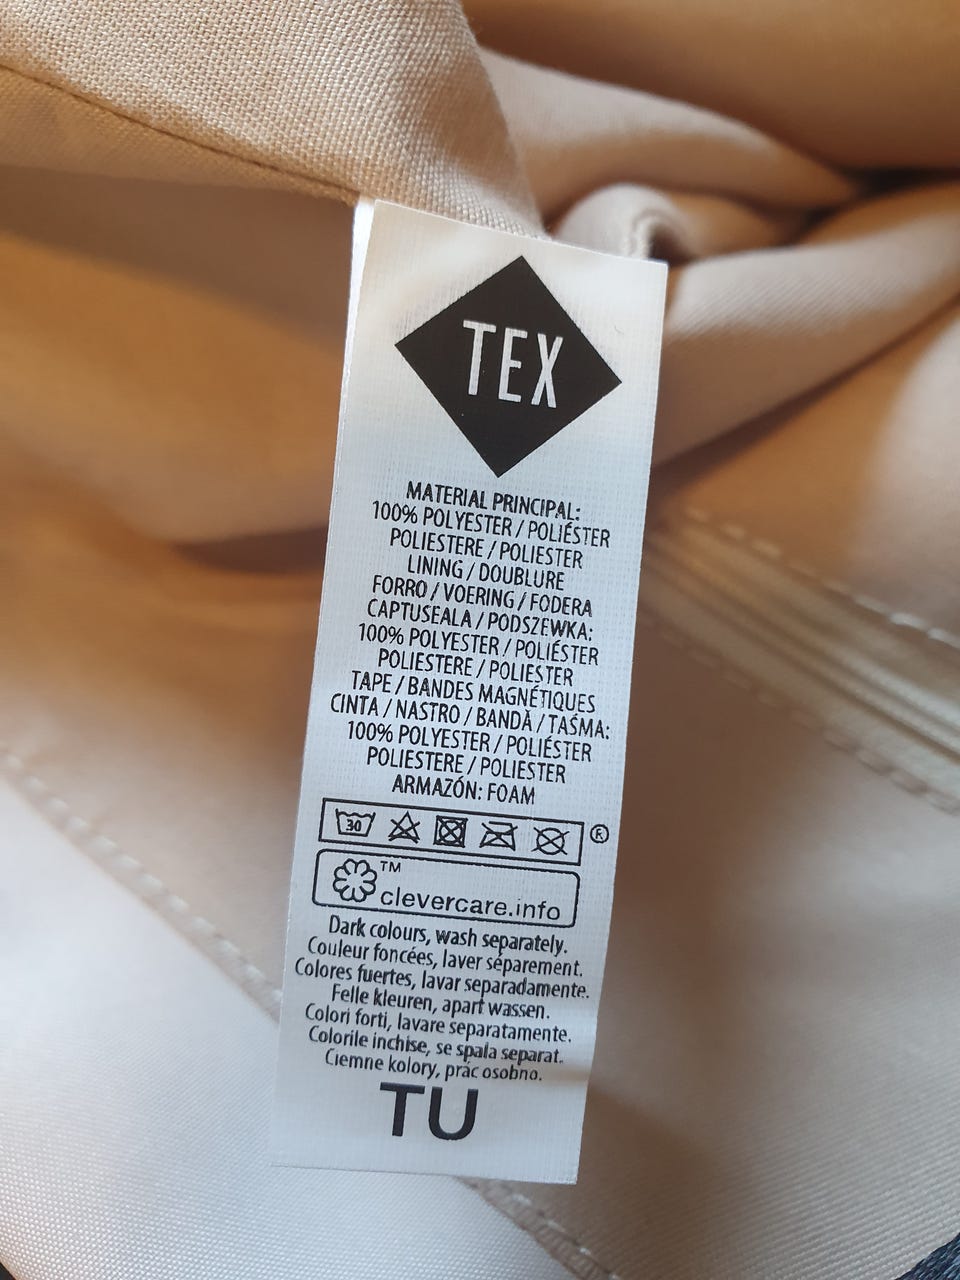 TEX
MATERIAL PRINCIPAL:
100% POLYESTER / POLIÉSTER
POLIESTERE / POLIESTER
LINING / DOUBLURE
FORRO / VOERING / FODERA
CAPTUSEALA / PODSZEWKA:
100% POLYESTER / POLIÉSTER
POLIESTERE / POLIESTER
TAPE / BANDES MAGNÉTIQUES
CINTA / NASTRO / BANDĂ / TAŚMA:
100% POLYESTER / POLIÉSTER
POLIESTERE / POLIESTER
ARMAZÓN: FOAM
30 ®
TM
clevercare.info
Dark colours, wash separately.
Couleur foncées, laver séparement.
Colores fuertes, lavar separadamente.
Felle kleuren, apart wassen.
Colori forti, lavare separatamente.
Colorile inchise, se spala separat.
Ciemne kolory, prác osobno.
TU